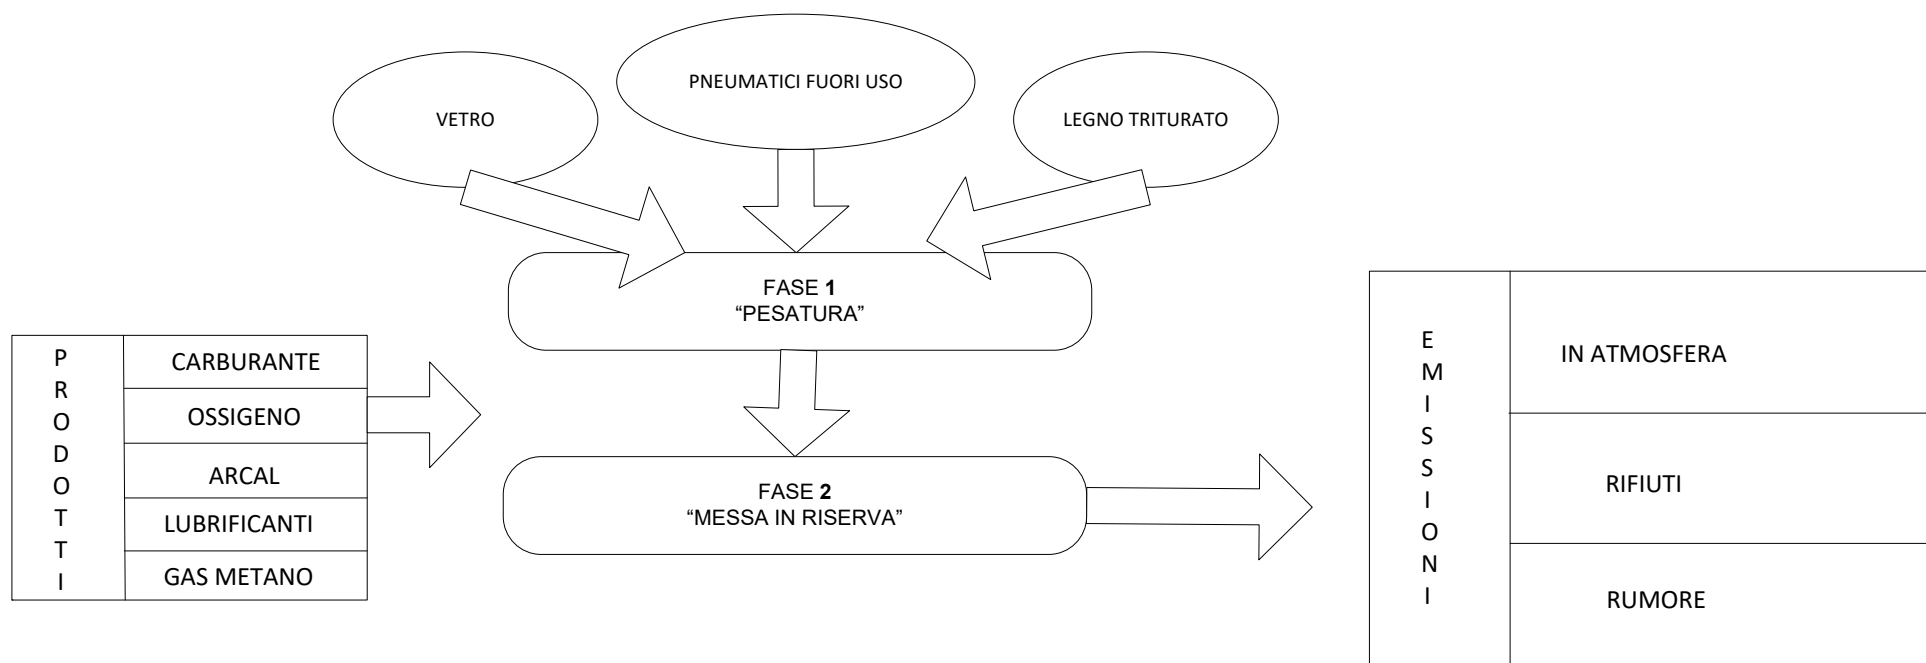 PNEUMATICI FUORI USO
VETRO
LEGNO TRITURATO
FASE 1
“PESATURA”
PRODOTTI
CARBURANTE
OSSIGENO
ARCAL
LUBRIFICANTI
GAS METANO
FASE 2
“MESSA IN RISERVA”
EMISSIONI
IN ATMOSFERA
RIFIUTI
RUMORE